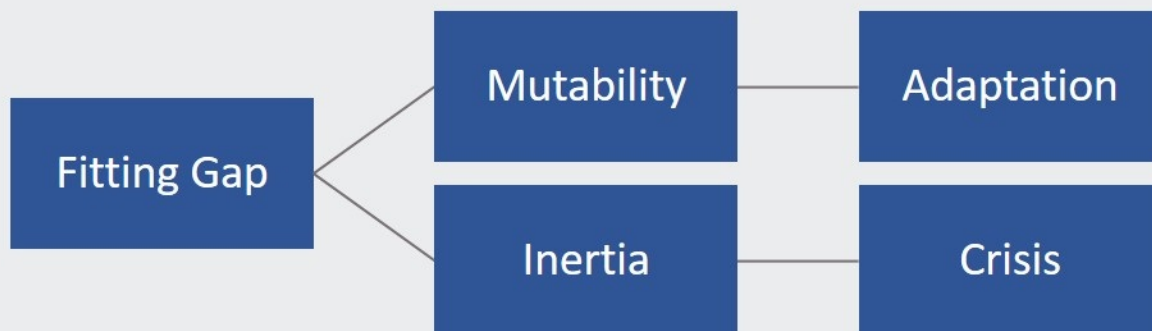 Fitting Gap
Mutability
Adaptation
Inertia
Crisis